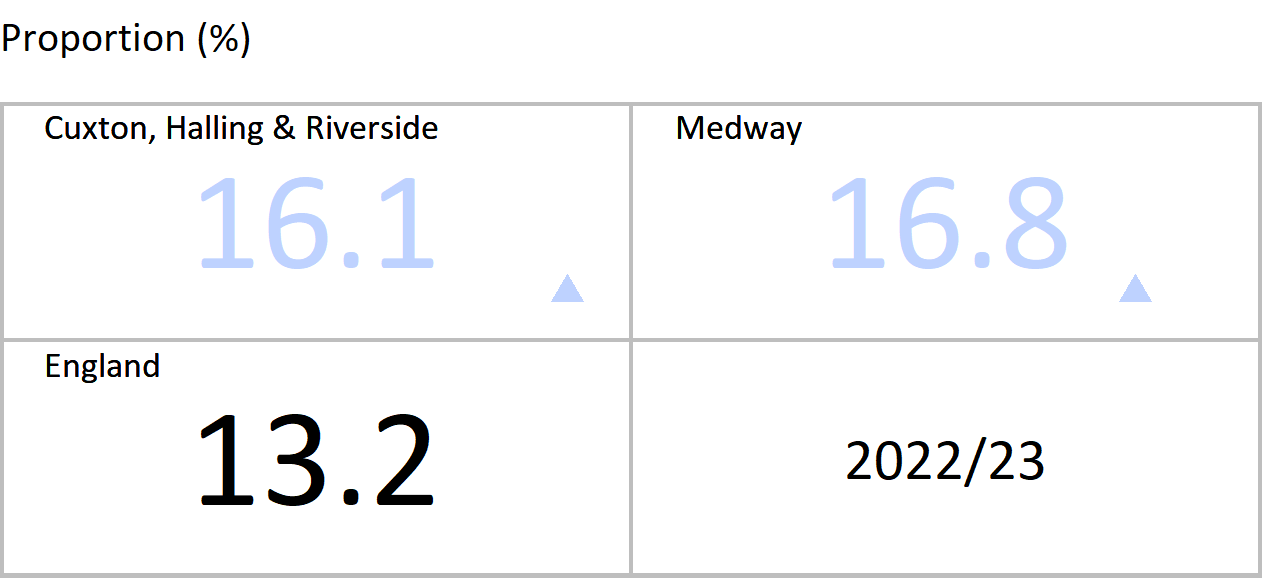 Proportion (%)
Cuxton, Halling & Riverside
16.1
Medway
16.8
England
13.2
2022/23